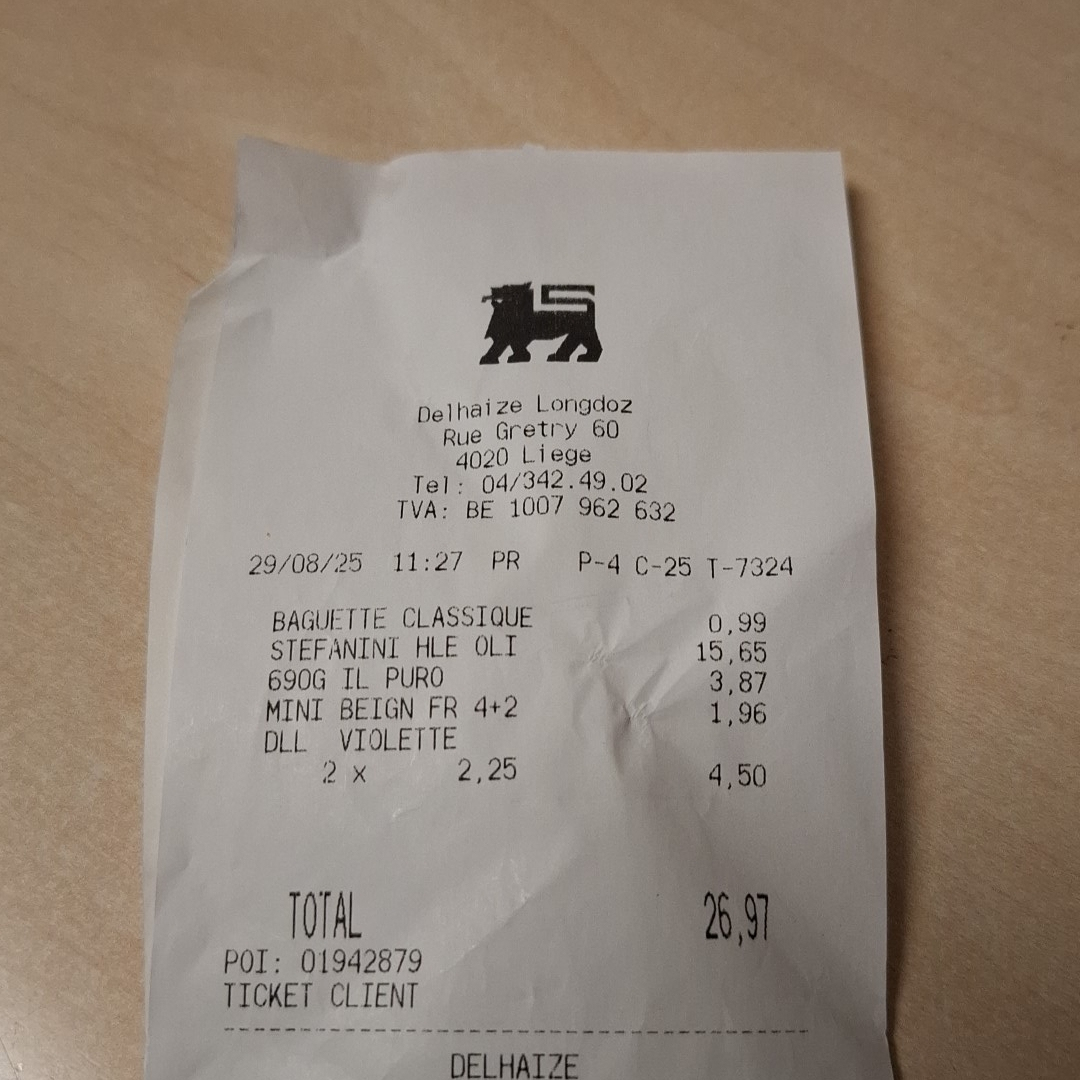 Delhaize Longdoz
Rue Gretry 60
4020 Liege
Tel: 04/342.49.02
TVA: BE 1007 962 632
29/08/25 11:27 PR P-4 C-25 T-7324
BAGUETTE CLASSIQUE 0,99
STEFANINI HLE OLI 15,65
690G IL PURO 3,87
MINI BEIGN FR 4+2 1,96
DLL VIOLETTE
2 x 2,25 4,50
TOTAL 26,97
POI: 01942879
TICKET CLIENT
DELHAIZE